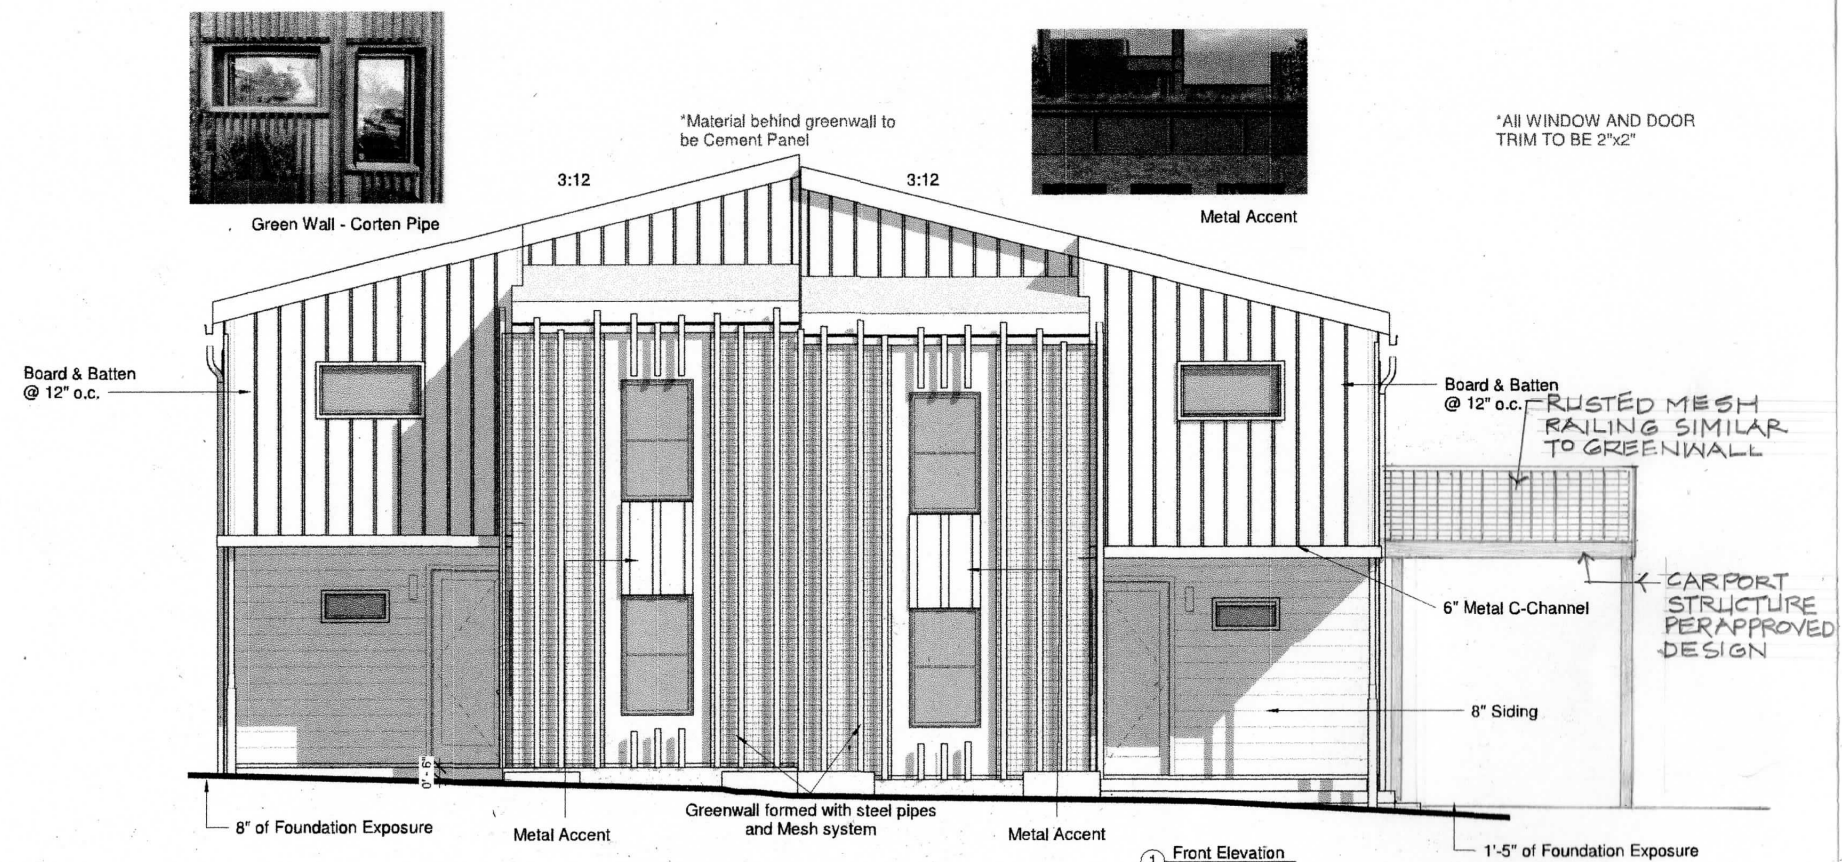 *Material behind greenwall to
be Cement Panel
*All WINDOW AND DOOR
TRIM TO BE 2"x2"
3:12
3:12
Green Wall - Corten Pipe
Metal Accent
Board & Batten
@ 12" o.c.
Board & Batten
@ 12" o.c.
RUSTED MESH
RAILING SIMILAR
TO GREENWALL
CARPORT
STRUCTURE
PER APPROVED
DESIGN
6" Metal C-Channel
8" Siding
0' - 6"
8" of Foundation Exposure
Metal Accent
Greenwall formed with steel pipes
and Mesh system
Metal Accent
1 Front Elevation
1'-5" of Foundation Exposure